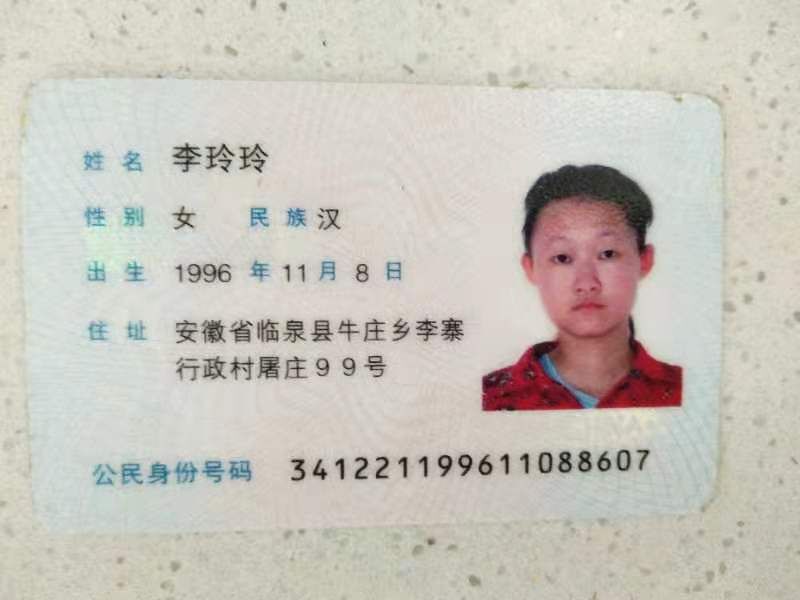 姓名 李玲玲
性别 女 民族 汉
出生 1996 年 11 月 8 日
住址 安徽省临泉县牛庄乡李寨
行政村屠庄99号
公民身份号码 341221199611088607